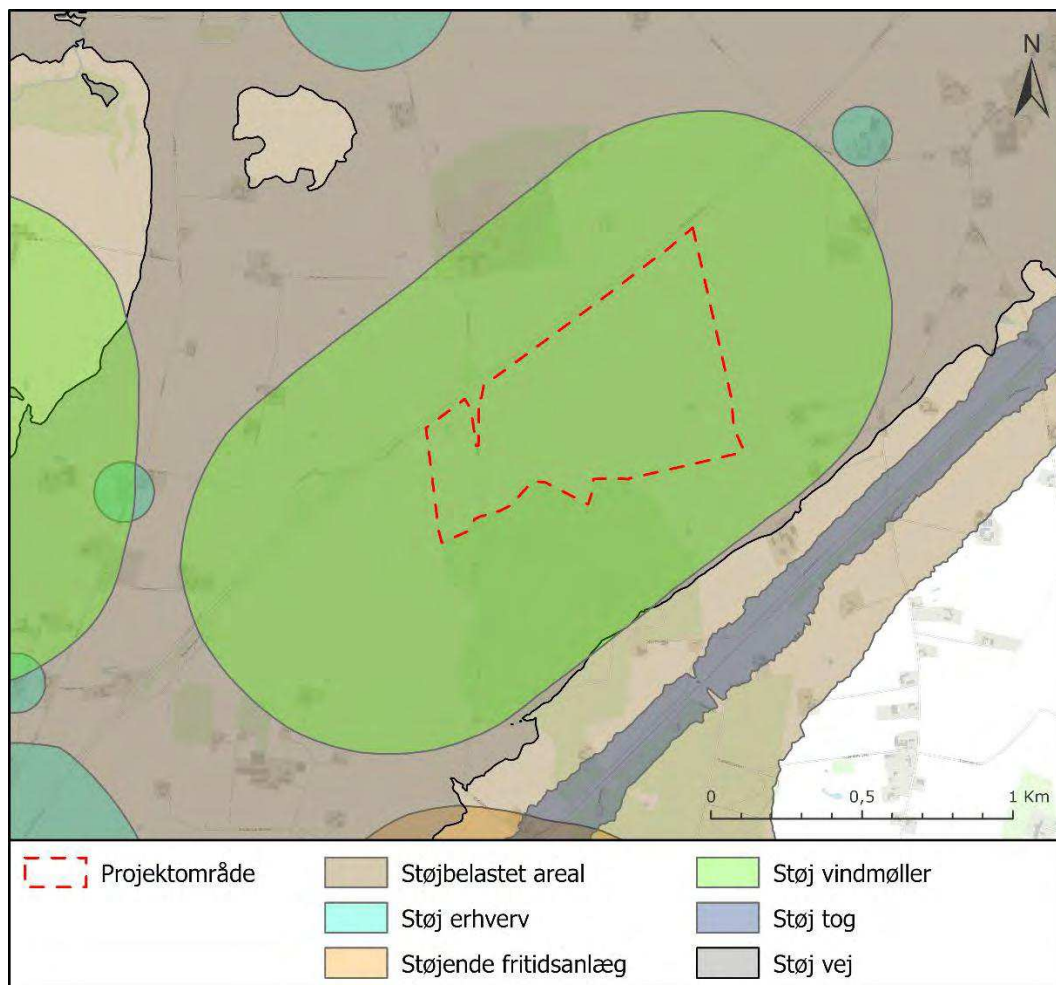 N
0 0,5 1 Km
Projektområde Støjbelastet areal Støj vindmøller
Støj erhverv Støj tog
Støjende fritidsanlæg Støj vej